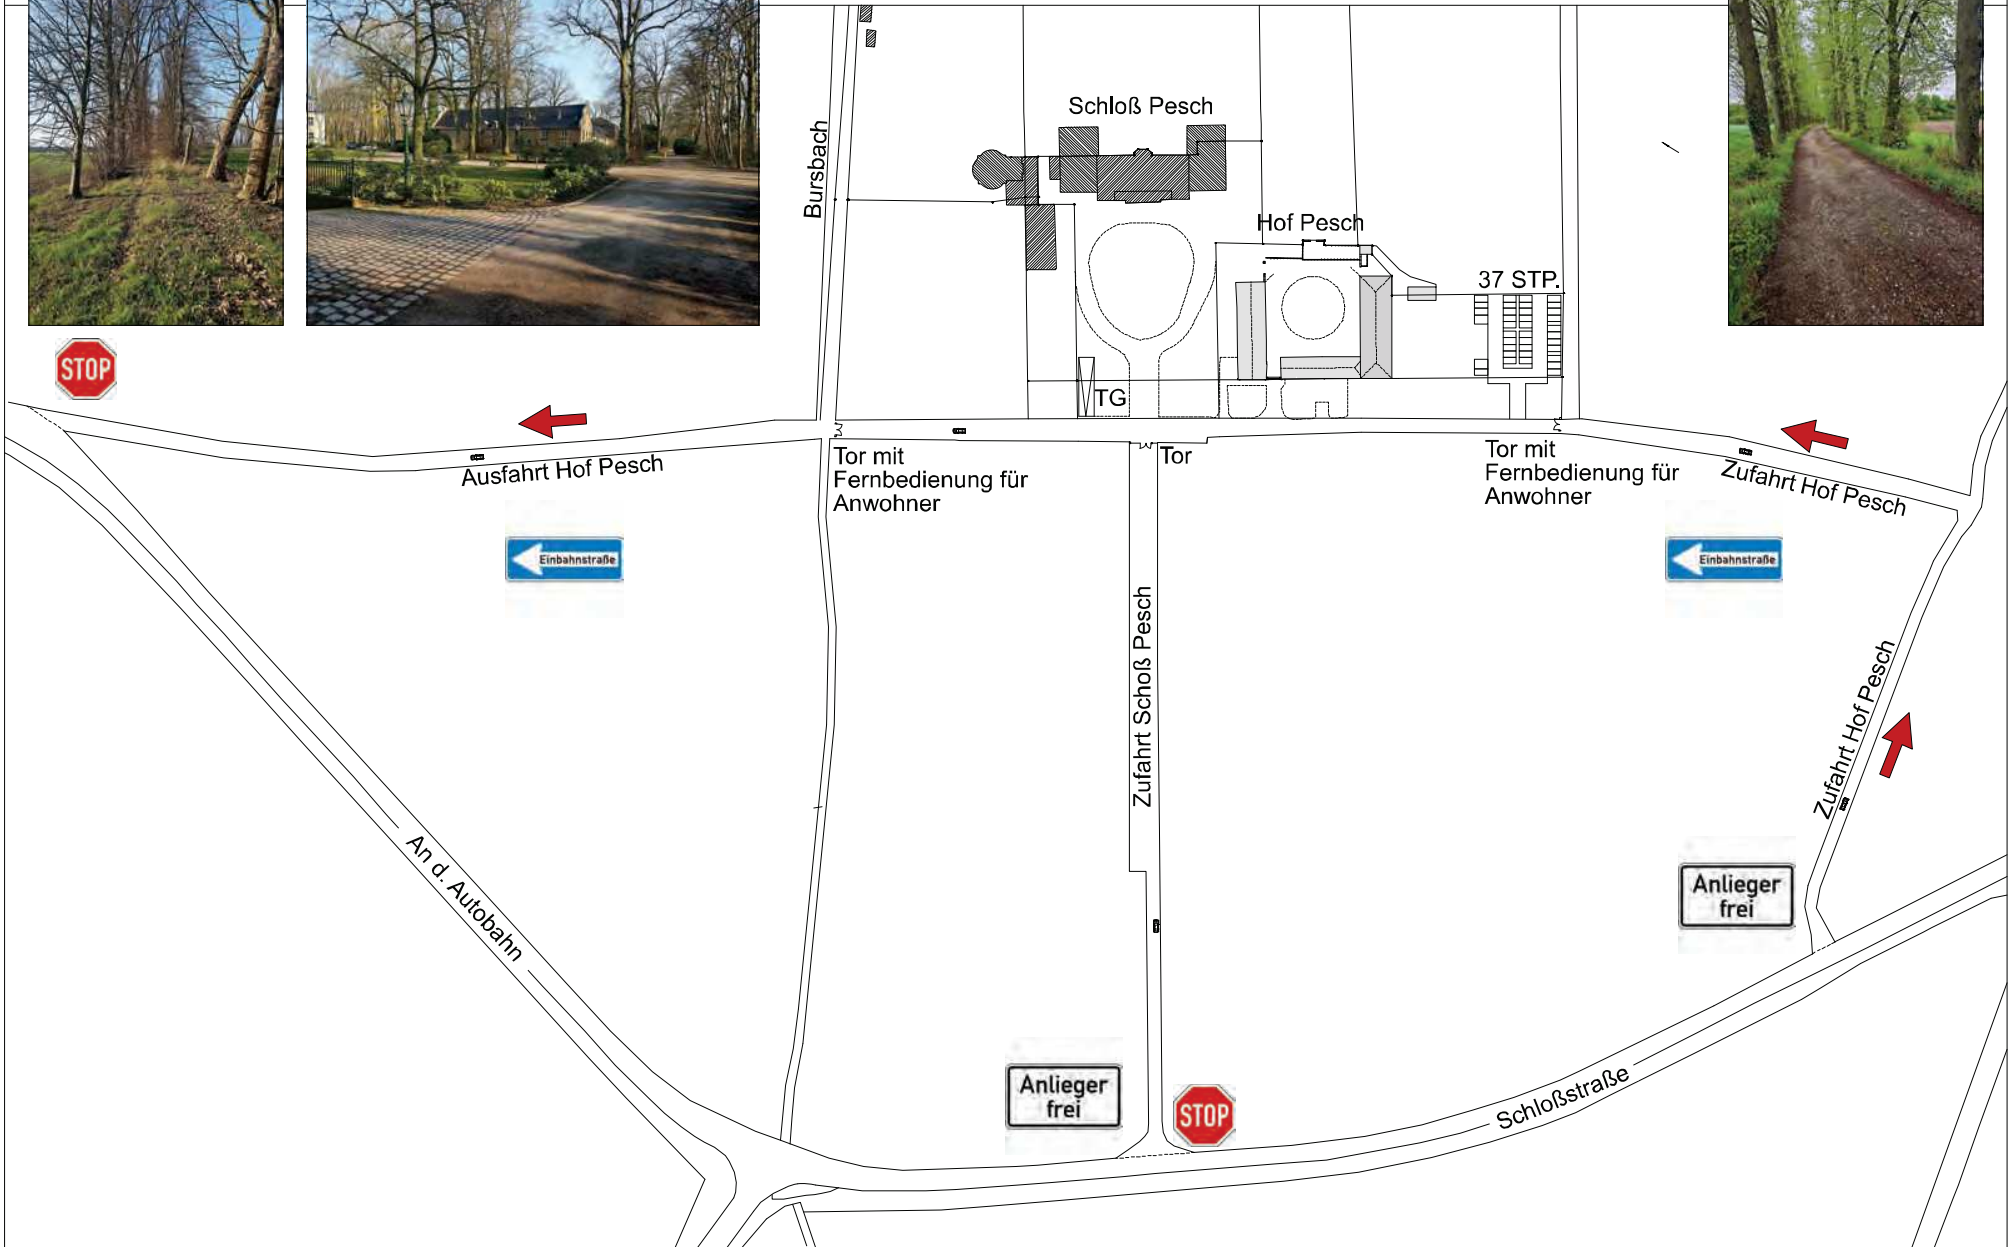 Schloß Pesch
Bursbach
Hof Pesch
37 STP.
STOP
TG
Ausfahrt Hof Pesch
Tor mit
Fernbedienung für
Anwohner
Tor
Tor mit
Fernbedienung für
Anwohner
Zufahrt Hof Pesch
Einbahnstraße
Einbahnstraße
Zufahrt Schoß Pesch
Zufahrt Hof Pesch
An d. Autobahn
Anlieger
frei
Anlieger
frei
STOP
Schloßstraße